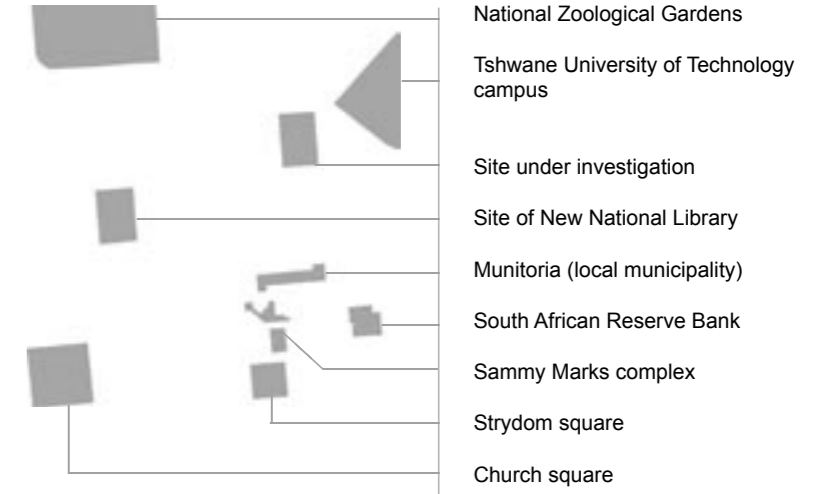 National Zoological Gardens
Tshwane University of Technology
campus
Site under investigation
Site of New National Library
Munitoria (local municipality)
South African Reserve Bank
Sammy Marks complex
Strydom square
Church square